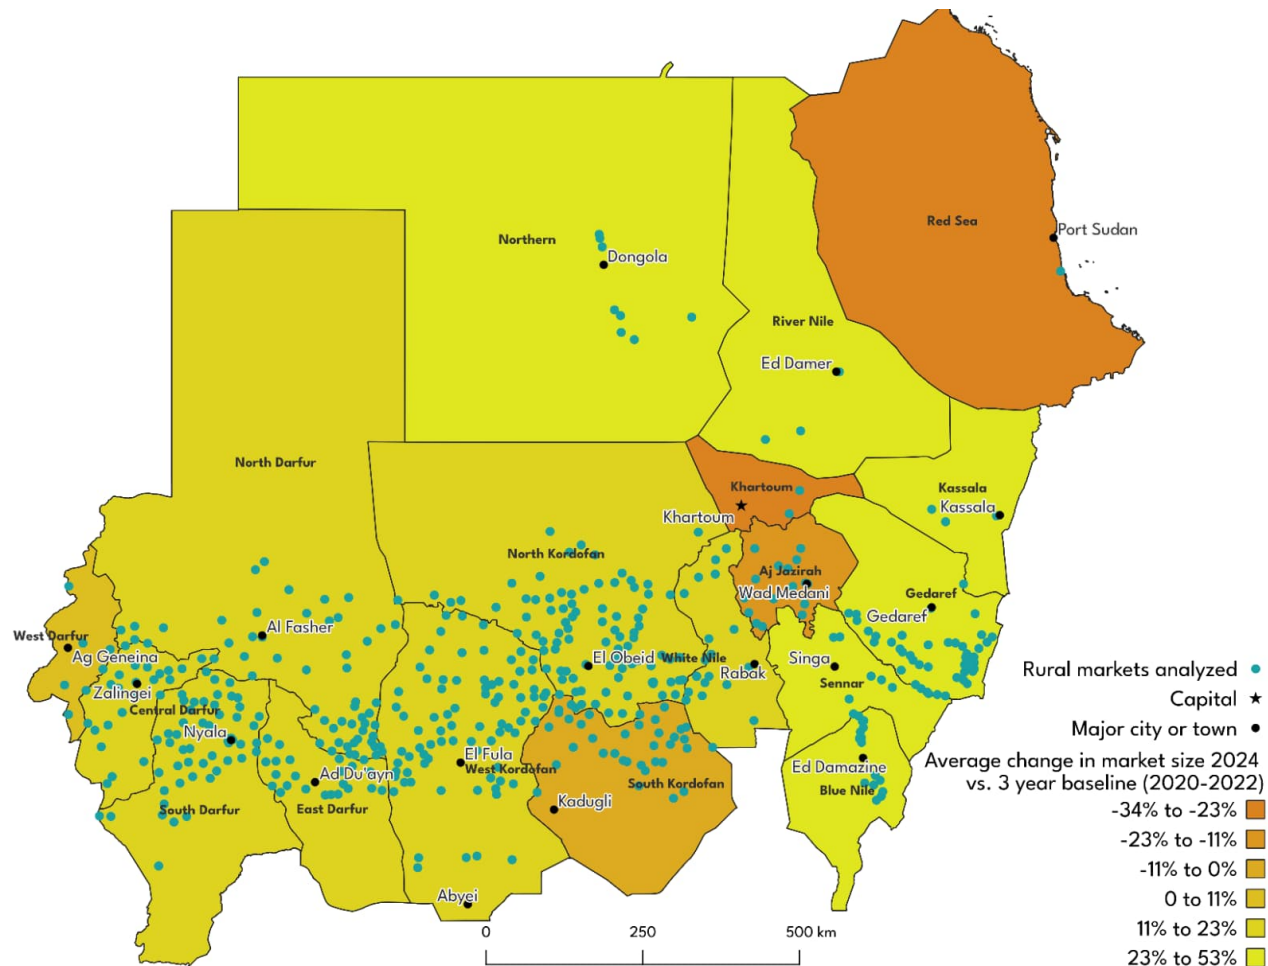 Red Sea
Port Sudan
Northern
Dongola
River Nile
Ed Damer
North Darfur
Khartoum
Khartoum
Kassala
Kassala
North Kordofan
Aj Jazirah
Wad Medani
Gedaref
Gedaref
West Darfur
Ag Geneina
Al Fasher
El Obeid
White Nile
Rabak
Singa
Sennar
Zalingei
Central Darfur
Nyala
El Fula
West Kordofan
Ad Du'ayn
South Darfur
East Darfur
Kadugli
South Kordofan
Ed Damazine
Blue Nile
Abyei
0 250 500 km
Rural markets analyzed
Capital
Major city or town
Average change in market size 2024
vs. 3 year baseline (2020-2022)
-34% to -23%
-23% to -11%
-11% to 0%
0 to 11%
11% to 23%
23% to 53%